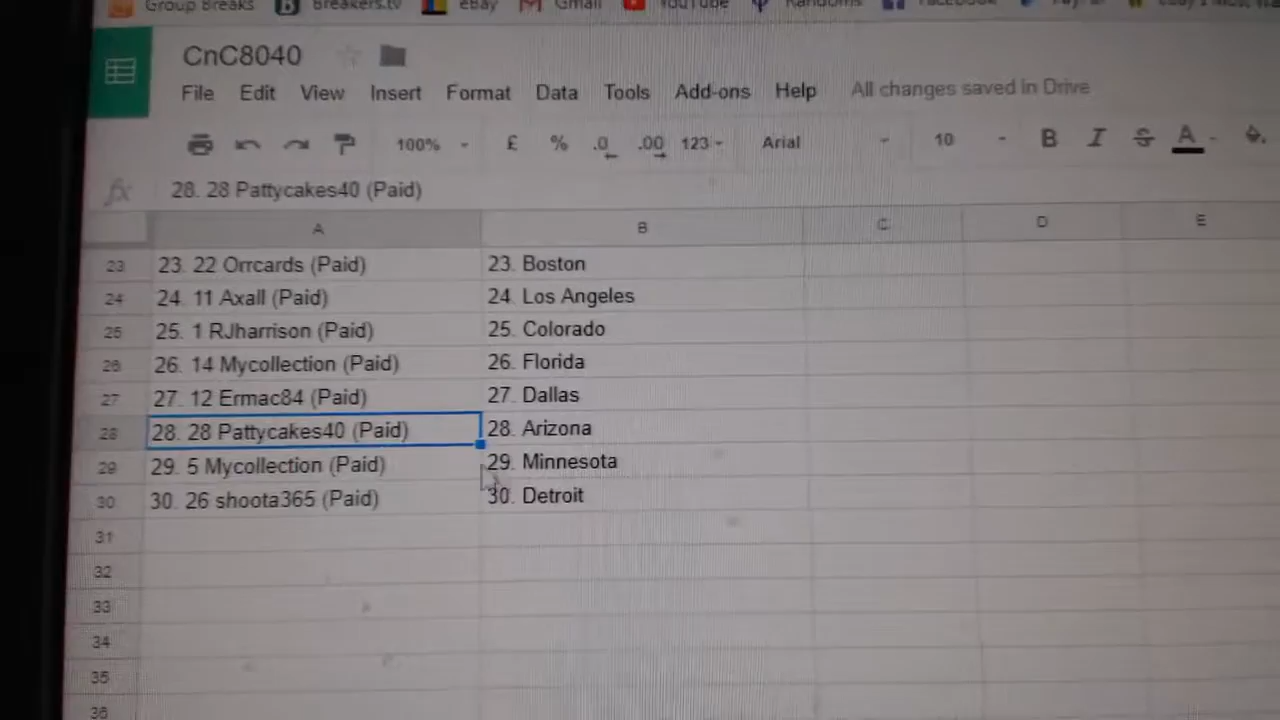 Group Breaks Breakers.tv eBay Gmail YouTube Randoms Facebook
CnC8040
File Edit View Insert Format Data Tools Add-ons Help All changes saved in Drive
100% £ % .0 .00 123 Arial 10 B I S A
fx 28. 28 Pattycakes40 (Paid)
A B C D E
23 23. 22 Orrcards (Paid) 23. Boston
24 24. 11 Axall (Paid) 24. Los Angeles
25 25. 1 RJharrison (Paid) 25. Colorado
26 26. 14 Mycollection (Paid) 26. Florida
27 27. 12 Ermac84 (Paid) 27. Dallas
28 28. 28 Pattycakes40 (Paid) 28. Arizona
29 29. 5 Mycollection (Paid) 29. Minnesota
30 30. 26 shoota365 (Paid) 30. Detroit
31
32
33
34
35
36